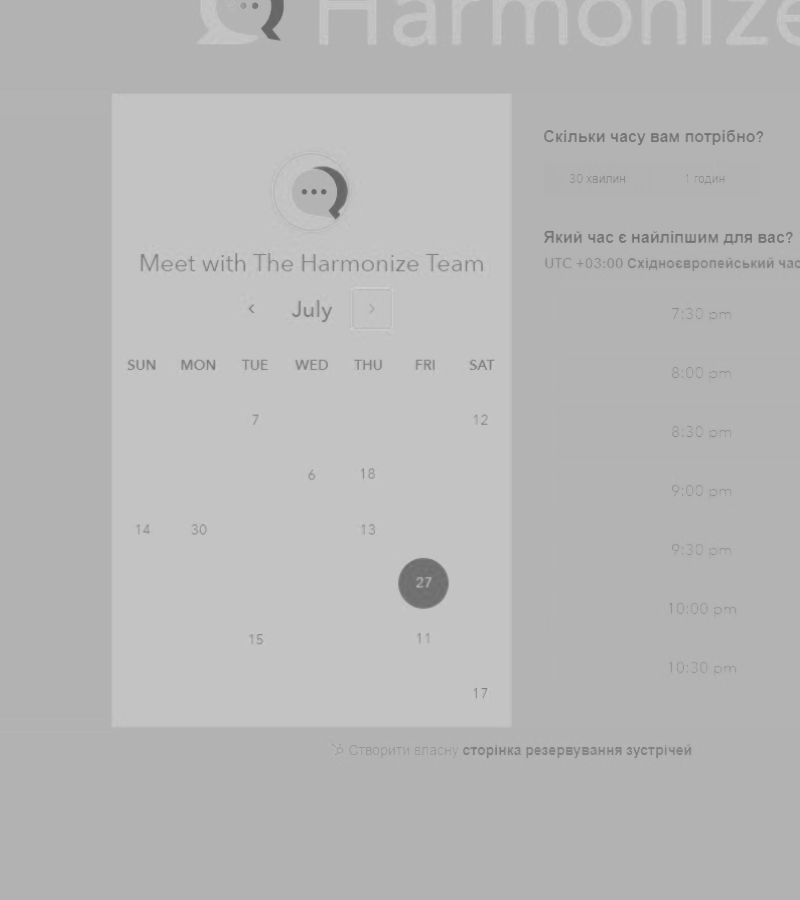 Harmonize
Meet with The Harmonize Team
July
SUN MON TUE WED THU FRI SAT
7 12
6 18
14 30 13
27
15 11
17
Скільки часу вам потрібно?
30 хвилин 1 годин
Який час є найліпшим для вас?
UTC +03:00 Східноєвропейський час
7:30 pm
8:00 pm
8:30 pm
9:00 pm
9:30 pm
10:00 pm
10:30 pm
Створити власну сторінка резервування зустрічей